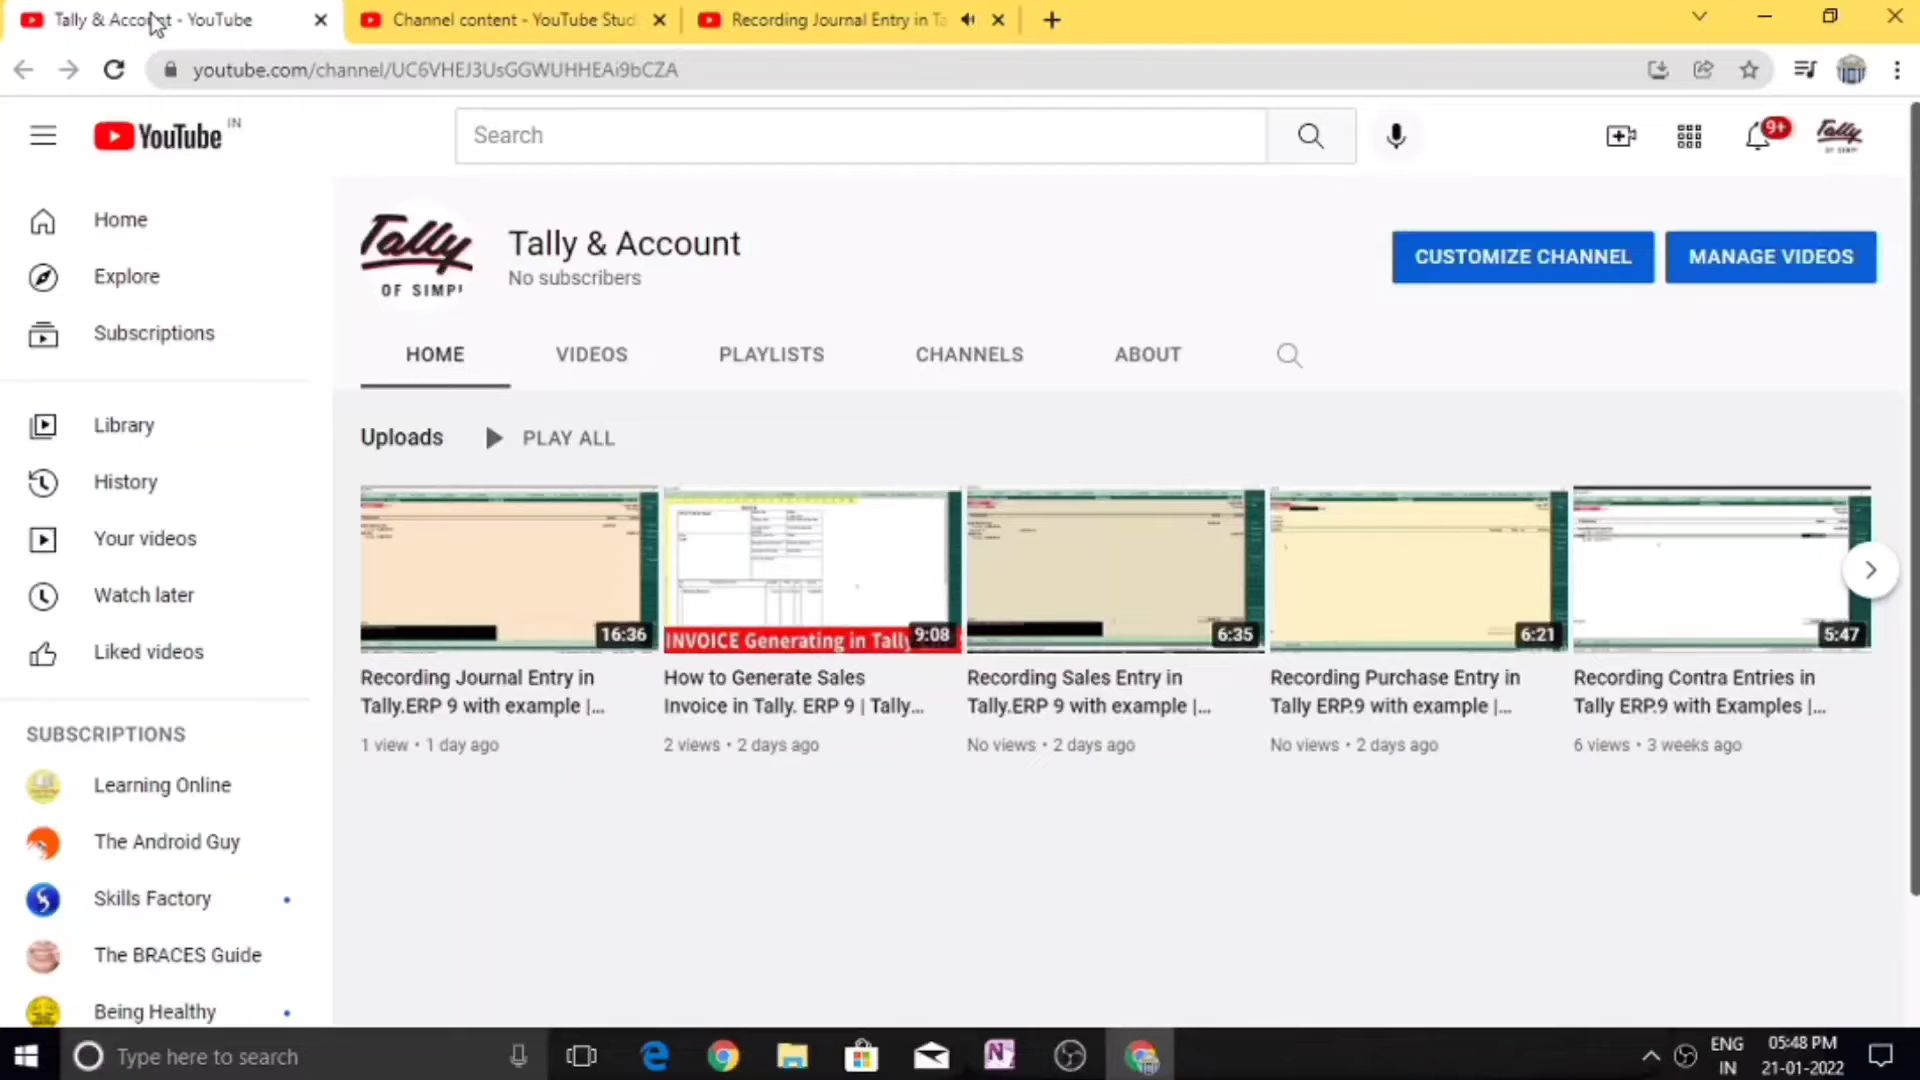 Tally & Account - YouTube
Channel content - YouTube Stud
Recording Journal Entry in Ta
youtube.com/channel/UC6VHEJ3UsGGWUHHEAi9bCZA
YouTube IN
Search
9+
Tally
Home
Explore
Subscriptions
Library
History
Your videos
Watch later
Liked videos
SUBSCRIPTIONS
Learning Online
The Android Guy
Skills Factory
The BRACES Guide
Being Healthy
Tally
OF SIMP
Tally & Account
No subscribers
CUSTOMIZE CHANNEL
MANAGE VIDEOS
HOME
VIDEOS
PLAYLISTS
CHANNELS
ABOUT
Uploads
PLAY ALL
16:36
Recording Journal Entry in
Tally.ERP 9 with example |...
1 view • 1 day ago
INVOICE Generating in Tally
9:08
How to Generate Sales
Invoice in Tally. ERP 9 | Tally...
2 views • 2 days ago
6:35
Recording Sales Entry in
Tally.ERP 9 with example |...
No views • 2 days ago
6:21
Recording Purchase Entry in
Tally ERP.9 with example |...
No views • 2 days ago
5:47
Recording Contra Entries in
Tally ERP.9 with Examples |...
6 views • 3 weeks ago
Type here to search
ENG
IN
05:48 PM
21-01-2022